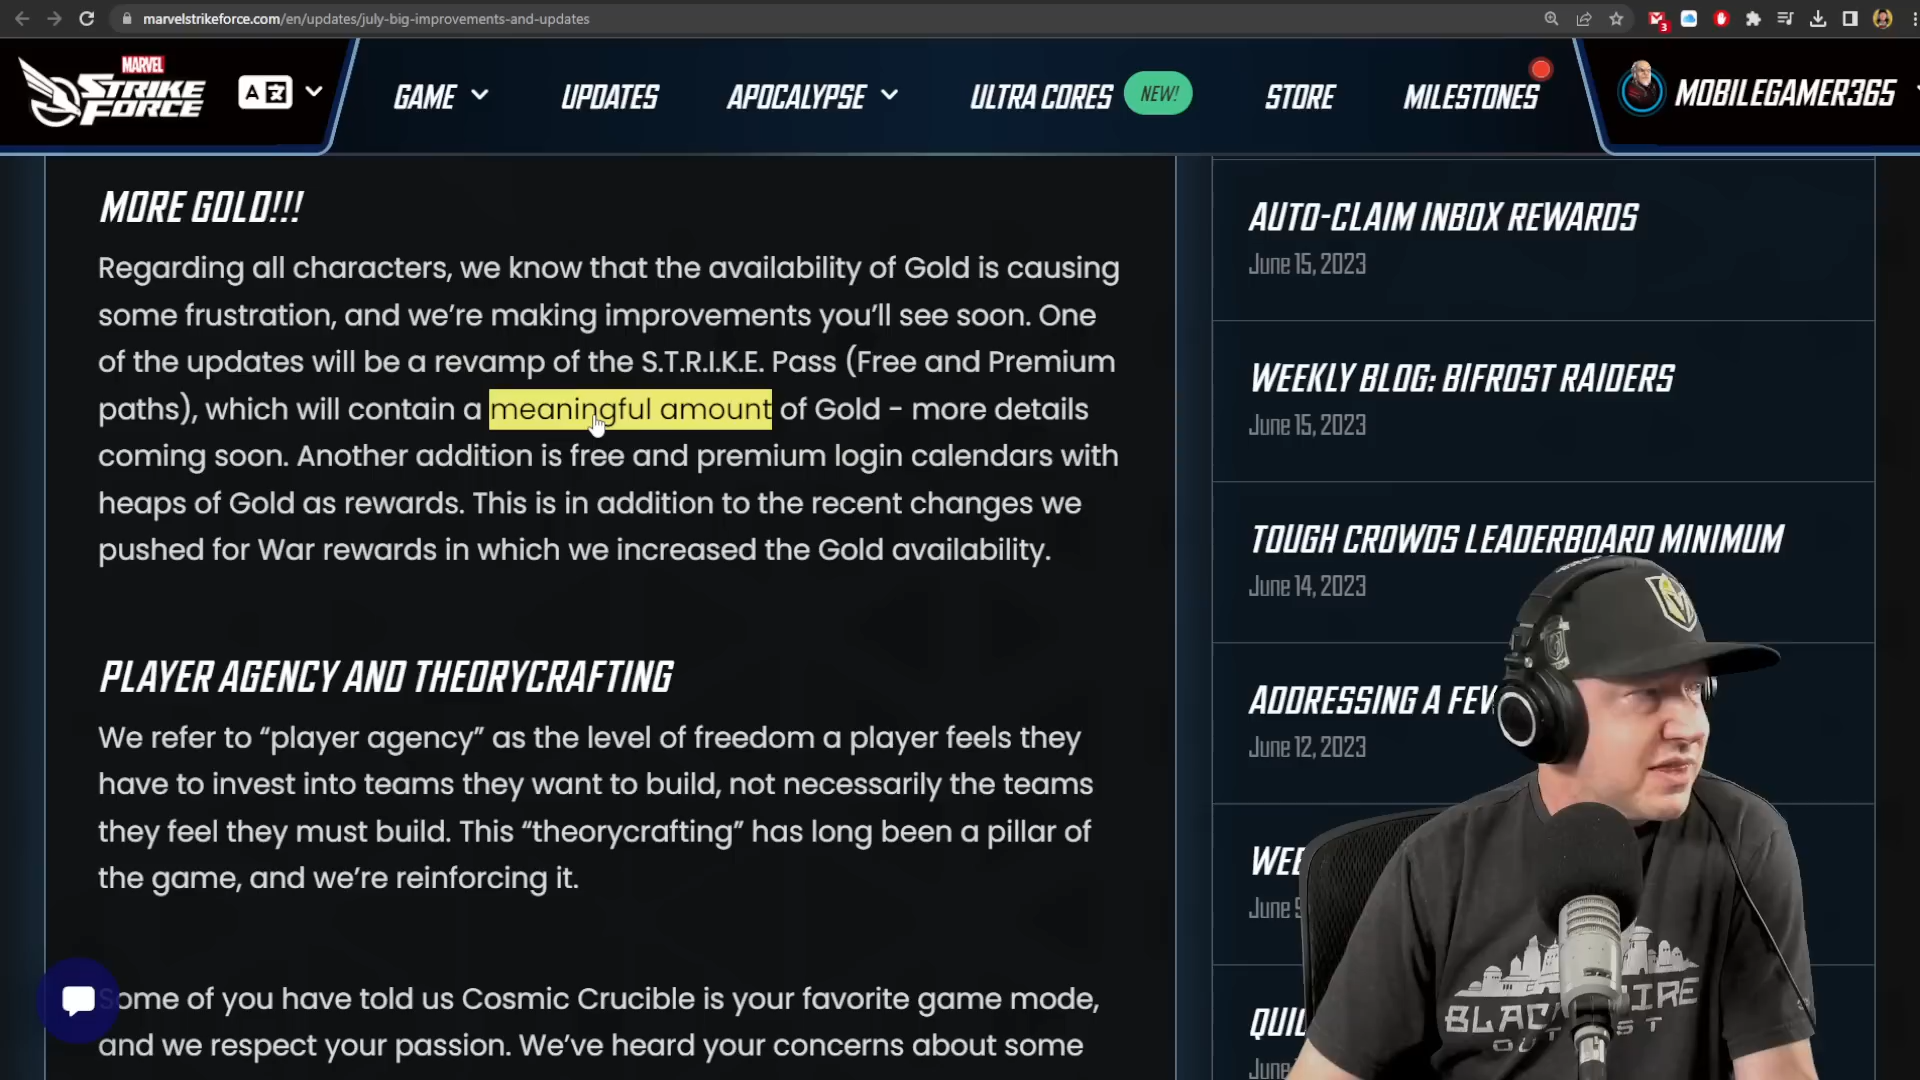 marvelstrikeforce.com/en/updates/july-big-improvements-and-updates
3
MARVEL
STRIKE
FORCE
A
GAME
UPDATES
APOCALYPSE
ULTRA CORES
NEW!
STORE
MILESTONES
MOBILEGAMER365
MORE GOLD!!!
Regarding all characters, we know that the availability of Gold is causing
some frustration, and we're making improvements you'll see soon. One
of the updates will be a revamp of the S.T.R.I.K.E. Pass (Free and Premium
paths), which will contain a meaningful amount of Gold - more details
coming soon. Another addition is free and premium login calendars with
heaps of Gold as rewards. This is in addition to the recent changes we
pushed for War rewards in which we increased the Gold availability.
PLAYER AGENCY AND THEORYCRAFTING
We refer to "player agency" as the level of freedom a player feels they
have to invest into teams they want to build, not necessarily the teams
they feel they must build. This "theorycrafting" has long been a pillar of
the game, and we're reinforcing it.
Some of you have told us Cosmic Crucible is your favorite game mode,
and we respect your passion. We've heard your concerns about some
AUTO-CLAIM INBOX REWARDS
June 15, 2023
WEEKLY BLOG: BIFROST RAIDERS
June 15, 2023
TOUGH CROWDS LEADERBOARD MINIMUM
June 14, 2023
ADDRESSING A FEW
June 12, 2023
WEE
June 9
QUI
June